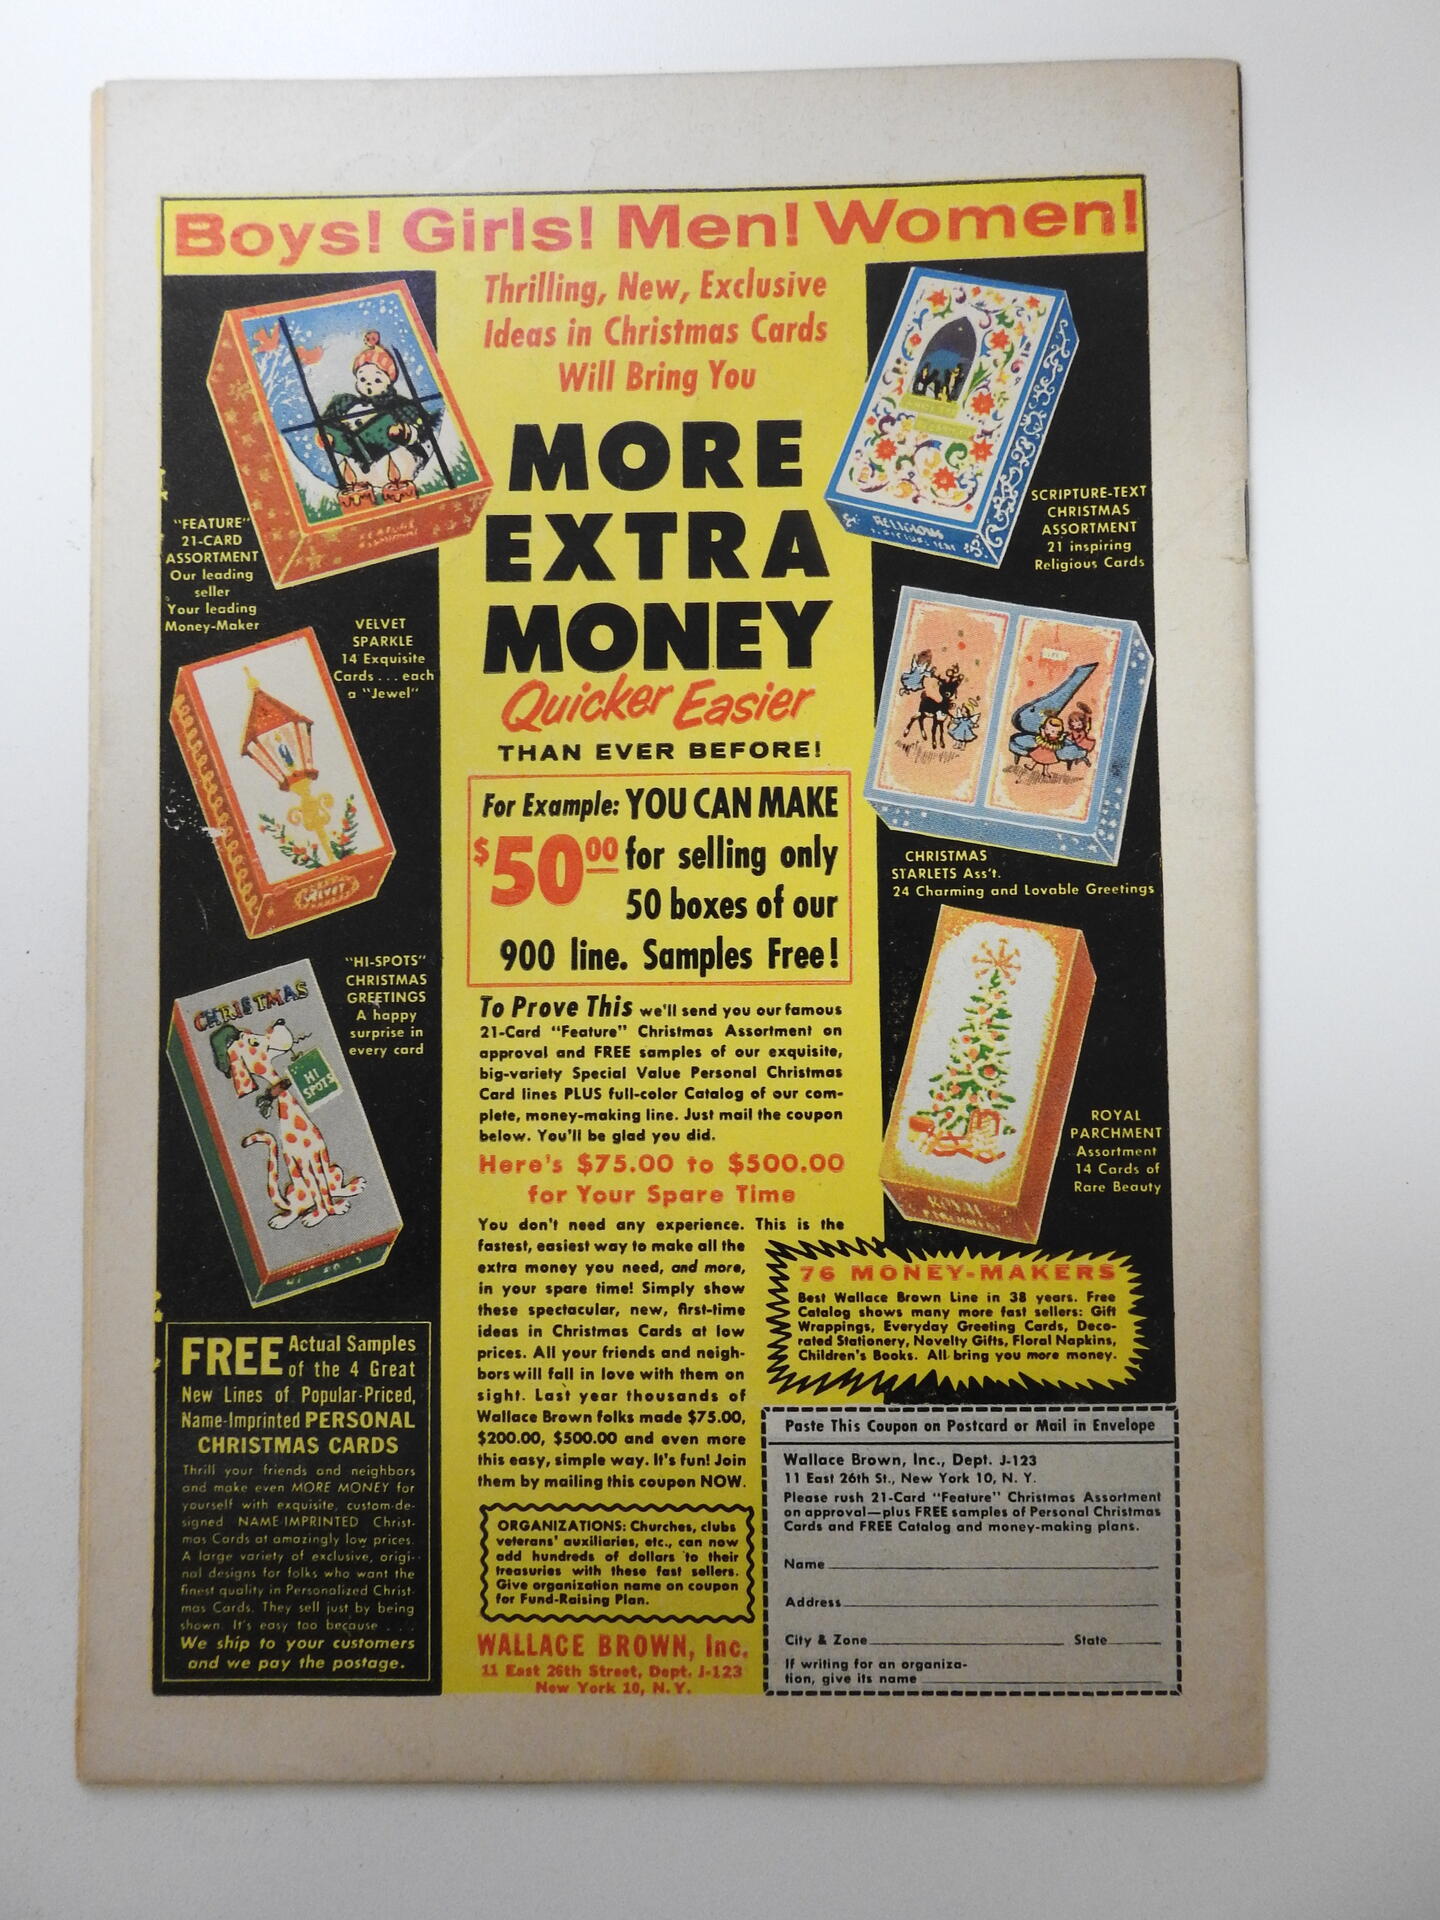 Boys! Girls! Men! Women!
Thrilling, New, Exclusive
Ideas in Christmas Cards
Will Bring You
MORE
EXTRA
MONEY
Quicker Easier
THAN EVER BEFORE!
For Example: YOU CAN MAKE
$50.00 for selling only
50 boxes of our
900 line. Samples Free!
To Prove This we'll send you our famous
21-Card "Feature" Christmas Assortment on
approval and FREE samples of our exquisite,
big-variety Special Value Personal Christmas
Card lines PLUS full-color Catalog of our com-
plete, money-making line. Just mail the coupon
below. You'll be glad you did.
Here's $75.00 to $500.00
for Your Spare Time
You don't need any experience. This is the
fastest, easiest way to make all the
extra money you need, and more,
in your spare time! Simply show
these spectacular, new, first-time
ideas in Christmas Cards at low
prices. All your friends and neigh-
bors will fall in love with them on
sight. Last year thousands of
Wallace Brown folks made $75.00,
$200.00, $500.00 and even more
this easy, simple way. It's fun! Join
them by mailing this coupon NOW.
ORGANIZATIONS: Churches, clubs
veterans' auxiliaries, etc., can now
add hundreds of dollars to their
treasuries with these fast sellers.
Give organization name on coupon
for Fund-Raising Plan.
WALLACE BROWN, Inc.
11 East 26th Street, Dept. J-123
New York 10, N.Y.
"FEATURE"
21-CARD
ASSORTMENT
Our leading
seller
Your leading
Money-Maker
FEATURE
VELVET
SPARKLE
14 Exquisite
Cards . . . each
a "Jewel"
VELVET
"HI-SPOTS"
CHRISTMAS
GREETINGS
A happy
surprise in
every card
CHRISTMAS
HI
SPOTS
FREE Actual Samples
of the 4 Great
New Lines of Popular-Priced,
Name-Imprinted PERSONAL
CHRISTMAS CARDS
Thrill your friends and neighbors
and make even MORE MONEY for
yourself with exquisite, custom-de-
signed NAME-IMPRINTED Christ-
mas Cards at amazingly low prices.
A large variety of exclusive, origi-
nal designs for folks who want the
finest quality in Personalized Christ-
mas Cards. They sell just by being
shown. It's easy too because . . .
We ship to your customers
and we pay the postage.
SCRIPTURE-TEXT
CHRISTMAS
ASSORTMENT
21 inspiring
Religious Cards
RELIGIOUS
CHRISTMAS
STARLETS Ass't.
24 Charming and Lovable Greetings
ROYAL
PARCHMENT
Assortment
14 Cards of
Rare Beauty
ROYAL
PARCHMENT
76 MONEY-MAKERS
Best Wallace Brown Line in 38 years. Free
Catalog shows many more fast sellers: Gift
Wrappings, Everyday Greeting Cards, Deco-
rated Stationery, Novelty Gifts, Floral Napkins,
Children's Books. All bring you more money.
Paste This Coupon on Postcard or Mail in Envelope
Wallace Brown, Inc., Dept. J-123
11 East 26th St., New York 10, N. Y.
Please rush 21-Card "Feature" Christmas Assortment
on approval—plus FREE samples of Personal Christmas
Cards and FREE Catalog and money-making plans.
Name
Address
City & Zone State
If writing for an organiza-
tion, give its name